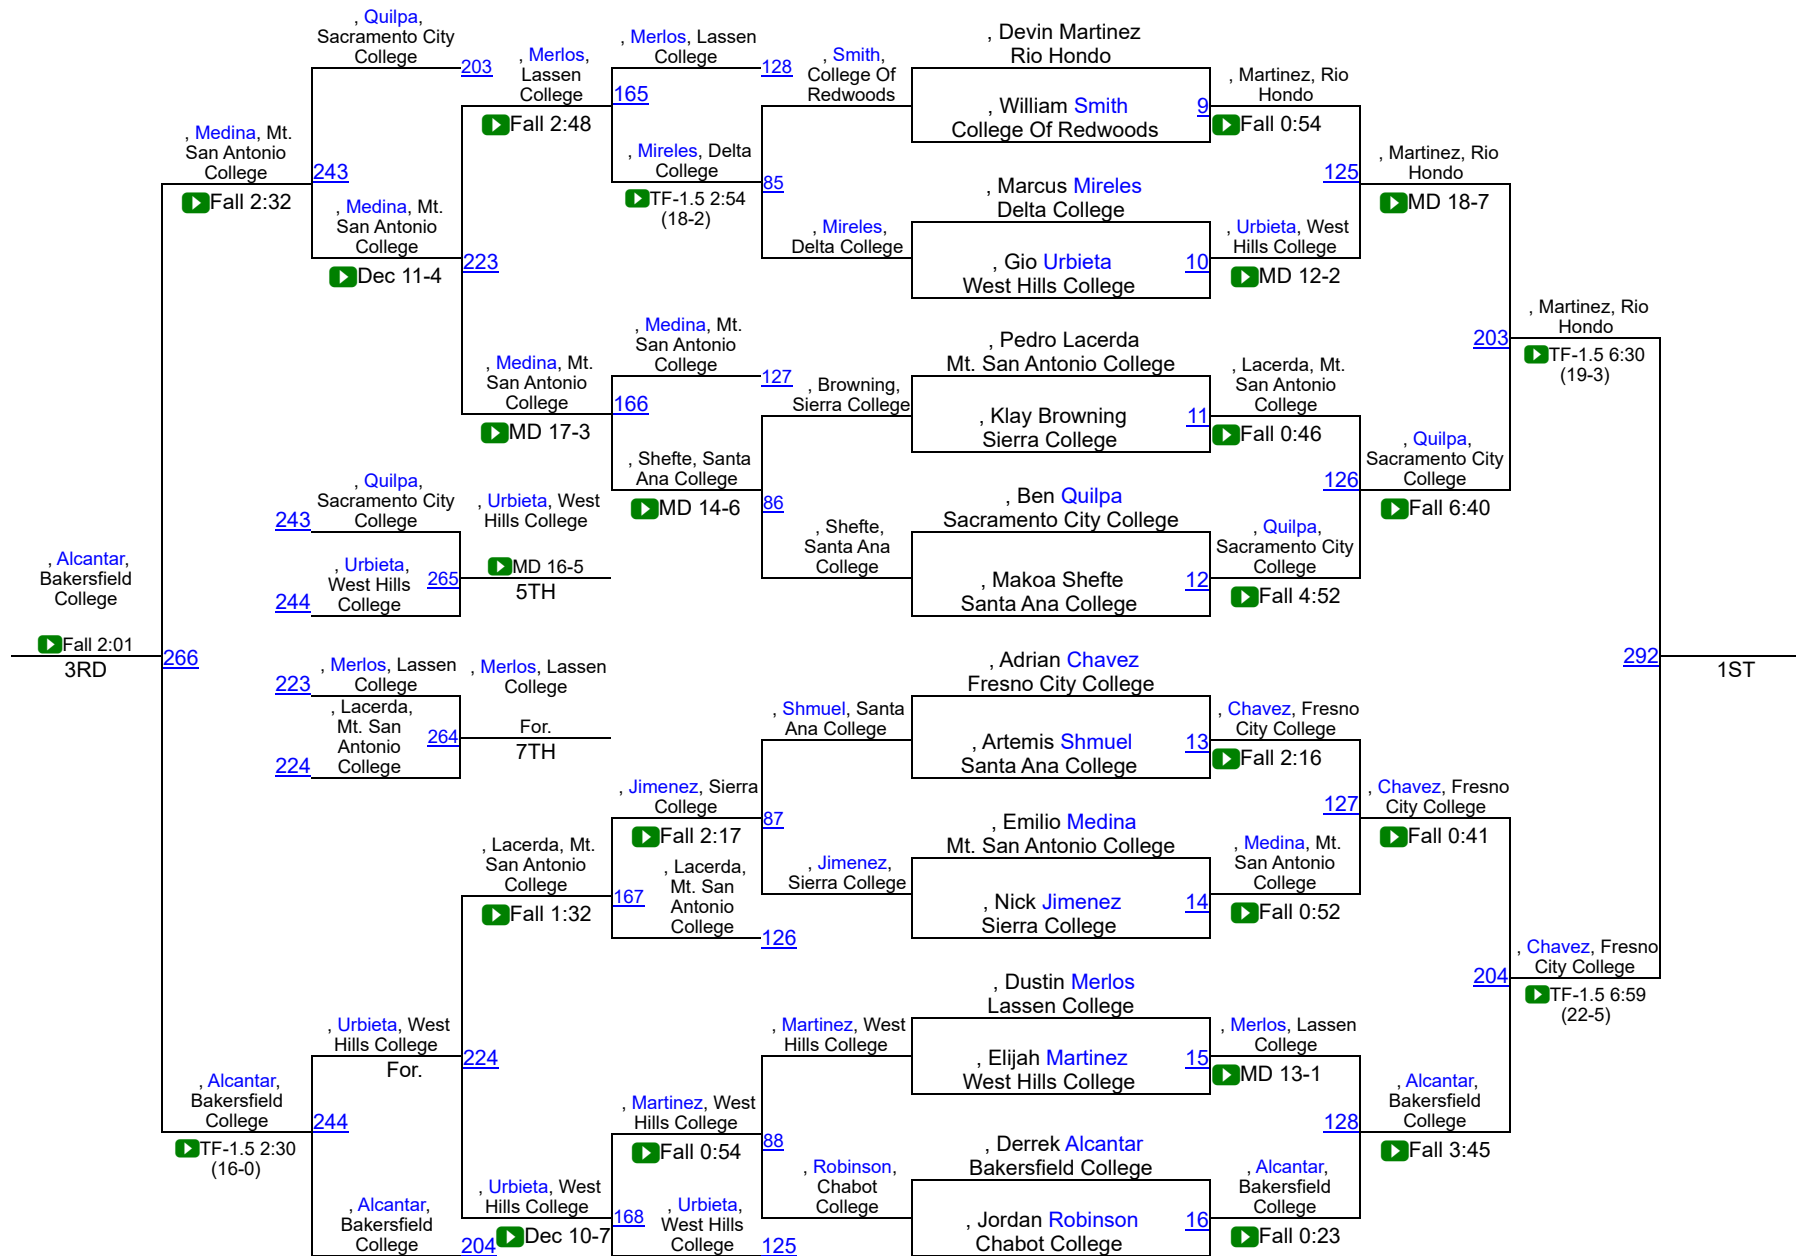 , Quilpa,
Sacramento City
College
203
, Medina, Mt.
San Antonio
College
Fall 2:32
243
, Medina, Mt.
San Antonio
College
Dec 11-4
, Merlos,
Lassen
College
Fall 2:48
223
, Merlos, Lassen
College
128
165
, Mireles, Delta
College
TF-1.5 2:54
(18-2)
, Smith,
College Of
Redwoods
85
, Mireles,
Delta College
, Medina, Mt.
San Antonio
College
MD 17-3
, Medina, Mt.
San Antonio
College
127
166
, Shefte, Santa
Ana College
MD 14-6
, Browning,
Sierra College
86
, Shefte,
Santa Ana
College
, Devin Martinez
Rio Hondo
, William Smith
College Of Redwoods
9
, Martinez, Rio
Hondo
Fall 0:54
, Marcus Mireles
Delta College
, Gio Urbieta
West Hills College
10
, Urbieta, West
Hills College
MD 12-2
125
, Martinez, Rio
Hondo
MD 18-7
, Pedro Lacerda
Mt. San Antonio College
, Klay Browning
Sierra College
11
, Lacerda, Mt.
San Antonio
College
Fall 0:46
, Ben Quilpa
Sacramento City College
, Makoa Shefte
Santa Ana College
12
, Quilpa,
Sacramento City
College
Fall 4:52
126
, Quilpa,
Sacramento City
College
Fall 6:40
203
, Martinez, Rio
Hondo
TF-1.5 6:30
(19-3)
243
, Quilpa,
Sacramento City
College
244
, Urbieta,
West Hills
College
265
, Urbieta, West
Hills College
MD 16-5
5TH
, Alcantar,
Bakersfield
College
Fall 2:01
3RD
266
223
, Merlos, Lassen
College
224
, Lacerda,
Mt. San
Antonio
College
264
, Merlos, Lassen
College
For.
7TH
292
1ST
, Adrian Chavez
Fresno City College
, Artemis Shmuel
Santa Ana College
13
, Chavez, Fresno
City College
Fall 2:16
, Emilio Medina
Mt. San Antonio College
, Nick Jimenez
Sierra College
14
, Medina, Mt.
San Antonio
College
Fall 0:52
127
, Chavez, Fresno
City College
Fall 0:41
, Shmuel, Santa
Ana College
87
, Jimenez,
Sierra College
, Jimenez, Sierra
College
Fall 2:17
, Lacerda, Mt.
San Antonio
College
Fall 1:32
167
, Lacerda,
Mt. San
Antonio
College
126
, Dustin Merlos
Lassen College
, Elijah Martinez
West Hills College
15
, Merlos, Lassen
College
MD 13-1
, Derrek Alcantar
Bakersfield College
, Jordan Robinson
Chabot College
16
, Alcantar,
Bakersfield
College
Fall 0:23
128
, Alcantar,
Bakersfield
College
Fall 3:45
204
, Chavez, Fresno
City College
TF-1.5 6:59
(22-5)
, Martinez, West
Hills College
88
, Robinson,
Chabot
College
, Martinez, West
Hills College
Fall 0:54
, Urbieta, West
Hills College
For.
224
, Alcantar,
Bakersfield
College
TF-1.5 2:30
(16-0)
244
, Urbieta, West
Hills College
Dec 10-7
168
, Urbieta,
West Hills
College
125
, Alcantar,
Bakersfield
College
204